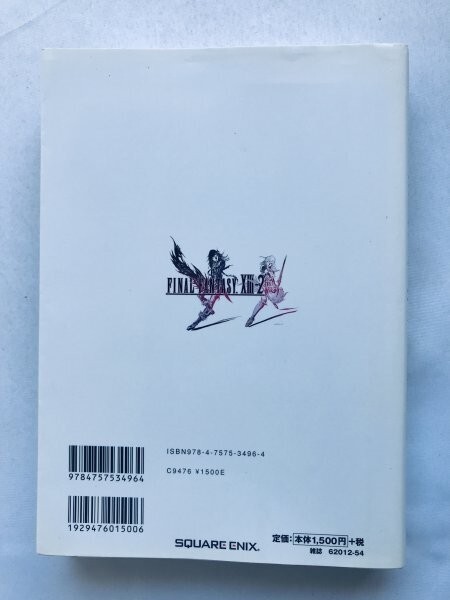 FINAL FANTASY XIII-2
ISBN978-4-7575-3496-4
C9476 ¥1500E
9784757534964
1929476015006
SQUARE ENIX.
定価:本体1,500円+税
雑誌 62012-54